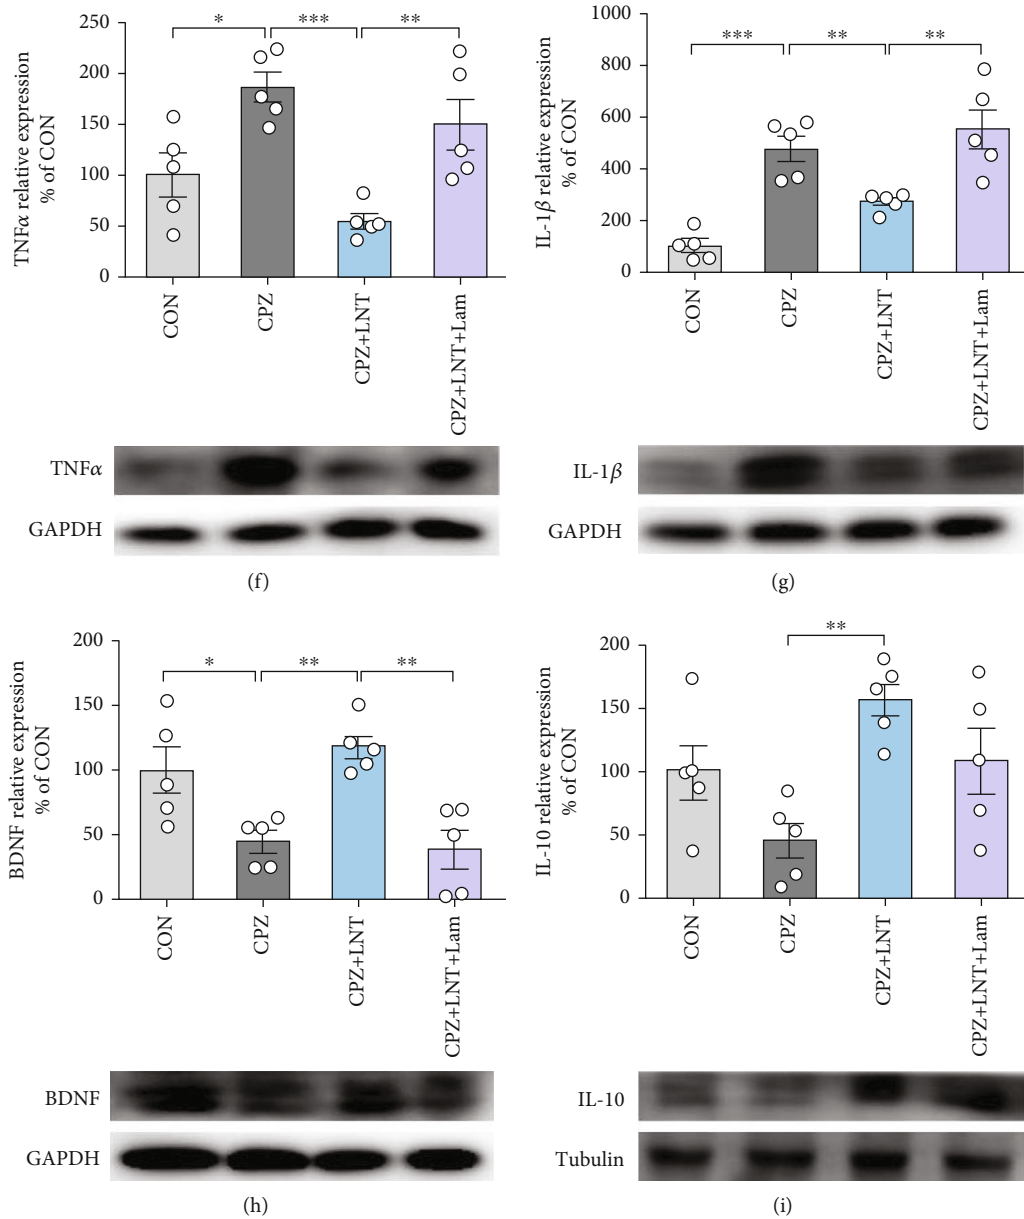 TNFα relative expression
% of CON
250
200
150
100
50
0
*
***
**
CON
CPZ
CPZ+LNT
CPZ+LNT+Lam
TNFα
GAPDH
(f)
IL-1β relative expression
% of CON
1000
800
600
400
200
0
***
**
**
CON
CPZ
CPZ+LNT
CPZ+LNT+Lam
IL-1β
GAPDH
(g)
BDNF relative expression
% of CON
200
150
100
50
0
*
**
**
CON
CPZ
CPZ+LNT
CPZ+LNT+Lam
BDNF
GAPDH
(h)
IL-10 relative expression
% of CON
200
150
100
50
0
**
CON
CPZ
CPZ+LNT
CPZ+LNT+Lam
IL-10
Tubulin
(i)